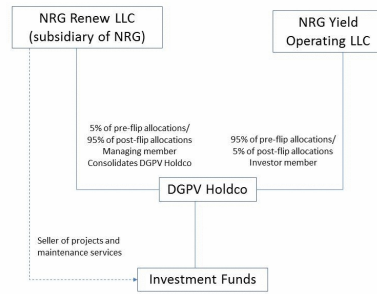 NRG Renew LLC
(subsidiary of NRG)
NRG Yield
Operating LLC
5% of pre-flip allocations/
95% of post-flip allocations
Managing member
Consolidates DGPV Holdco
95% of pre-flip allocations/
5% of post-flip allocations
Investor member
DGPV Holdco
Seller of projects and
maintenance services
Investment Funds